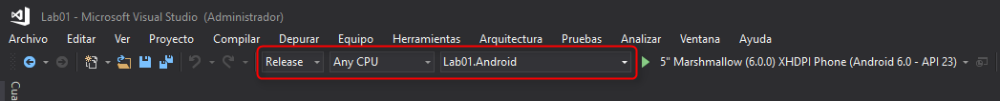 Lab01 - Microsoft Visual Studio (Administrador)
Archivo Editar Ver Proyecto Compilar Depurar Equipo Herramientas Arquitectura Pruebas Analizar Ventana Ayuda
Release Any CPU Lab01.Android 5" Marshmallow (6.0.0) XHDPI Phone (Android 6.0 - API 23)